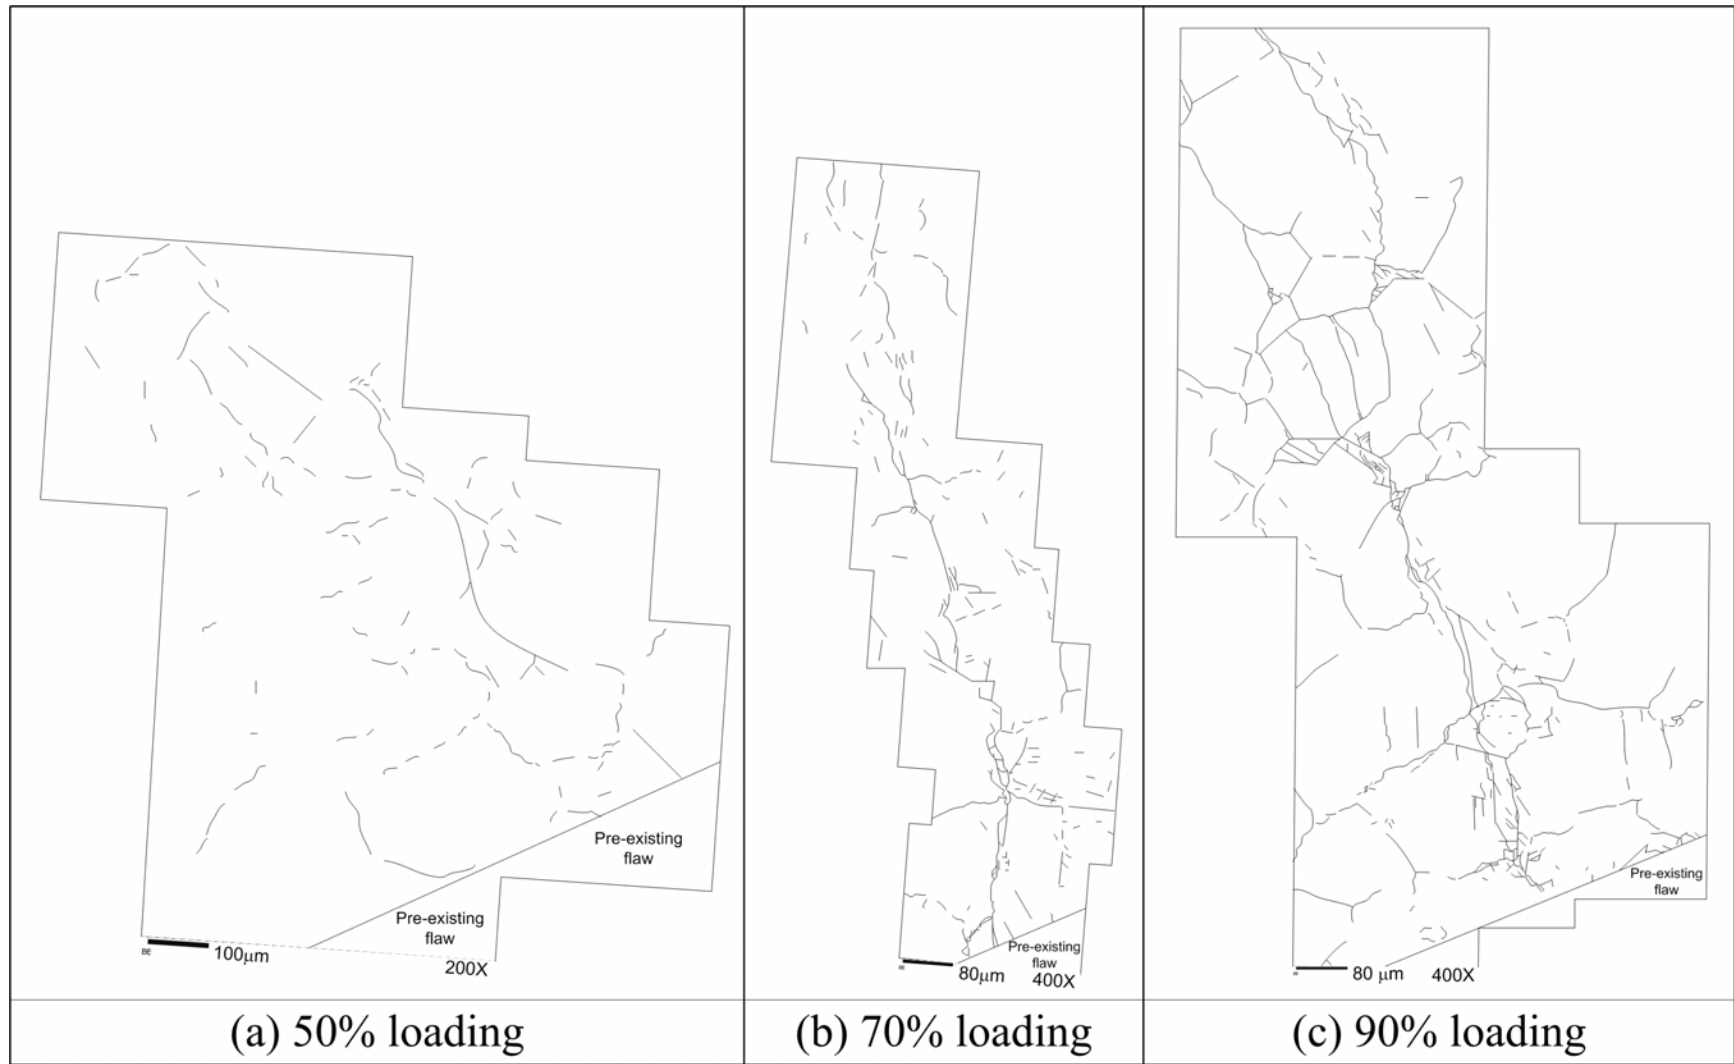 Pre-existing
flaw
Pre-existing
flaw
BE
100μm
200X
(a) 50% loading
Pre-existing
flaw
80μm
400X
(b) 70% loading
Pre-existing
flaw
80 μm
400X
(c) 90% loading